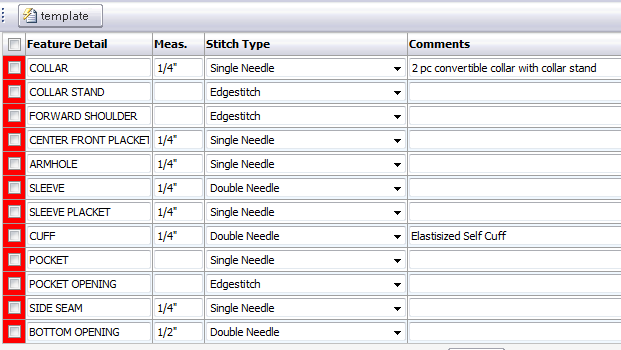 template
Feature Detail Meas. Stitch Type Comments
COLLAR 1/4" Single Needle 2 pc convertible collar with collar stand
COLLAR STAND Edgestitch
FORWARD SHOULDER Edgestitch
CENTER FRONT PLACKET 1/4" Single Needle
ARMHOLE 1/4" Single Needle
SLEEVE 1/4" Double Needle
SLEEVE PLACKET 1/4" Single Needle
CUFF 1/4" Double Needle Elastisized Self Cuff
POCKET Single Needle
POCKET OPENING Edgestitch
SIDE SEAM 1/4" Single Needle
BOTTOM OPENING 1/2" Double Needle